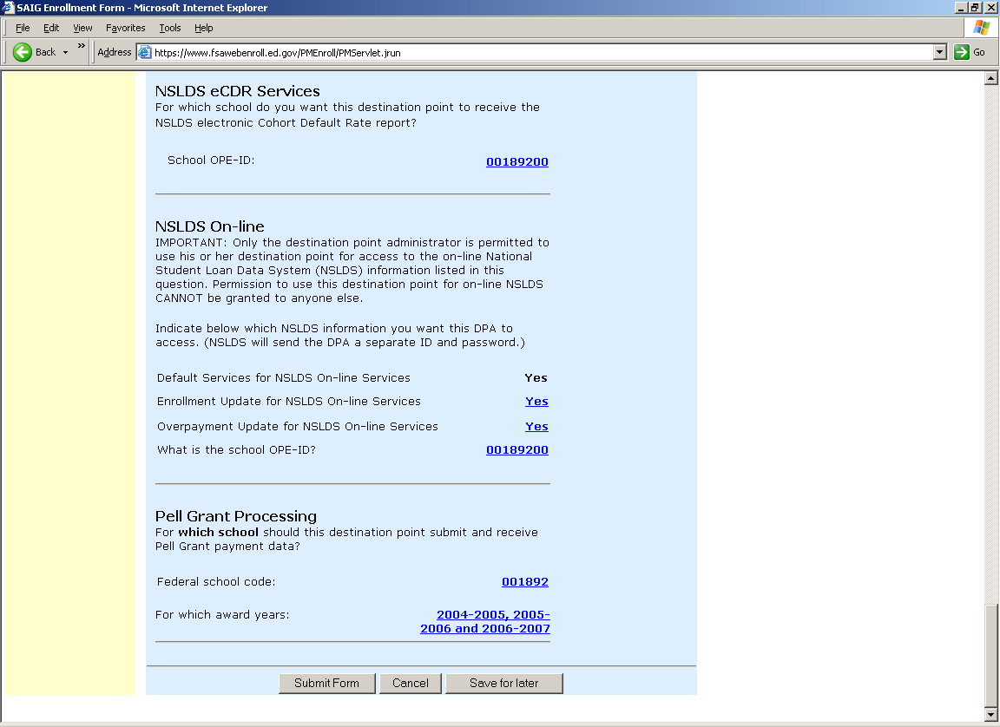 SAIG Enrollment Form - Microsoft Internet Explorer
File Edit View Favorites Tools Help
Back » Address https://www.fsawebenroll.ed.gov/PMEnroll/PMServlet.jrun Go
NSLDS eCDR Services
For which school do you want this destination point to receive the
NSLDS electronic Cohort Default Rate report?
School OPE-ID: 00189200
NSLDS On-line
IMPORTANT: Only the destination point administrator is permitted to
use his or her destination point for access to the on-line National
Student Loan Data System (NSLDS) information listed in this
question. Permission to use this destination point for on-line NSLDS
CANNOT be granted to anyone else.
Indicate below which NSLDS information you want this DPA to
access. (NSLDS will send the DPA a separate ID and password.)
Default Services for NSLDS On-line Services Yes
Enrollment Update for NSLDS On-line Services Yes
Overpayment Update for NSLDS On-line Services Yes
What is the school OPE-ID? 00189200
Pell Grant Processing
For which school should this destination point submit and receive
Pell Grant payment data?
Federal school code: 001892
For which award years: 2004-2005, 2005-
2006 and 2006-2007
Submit Form Cancel Save for later